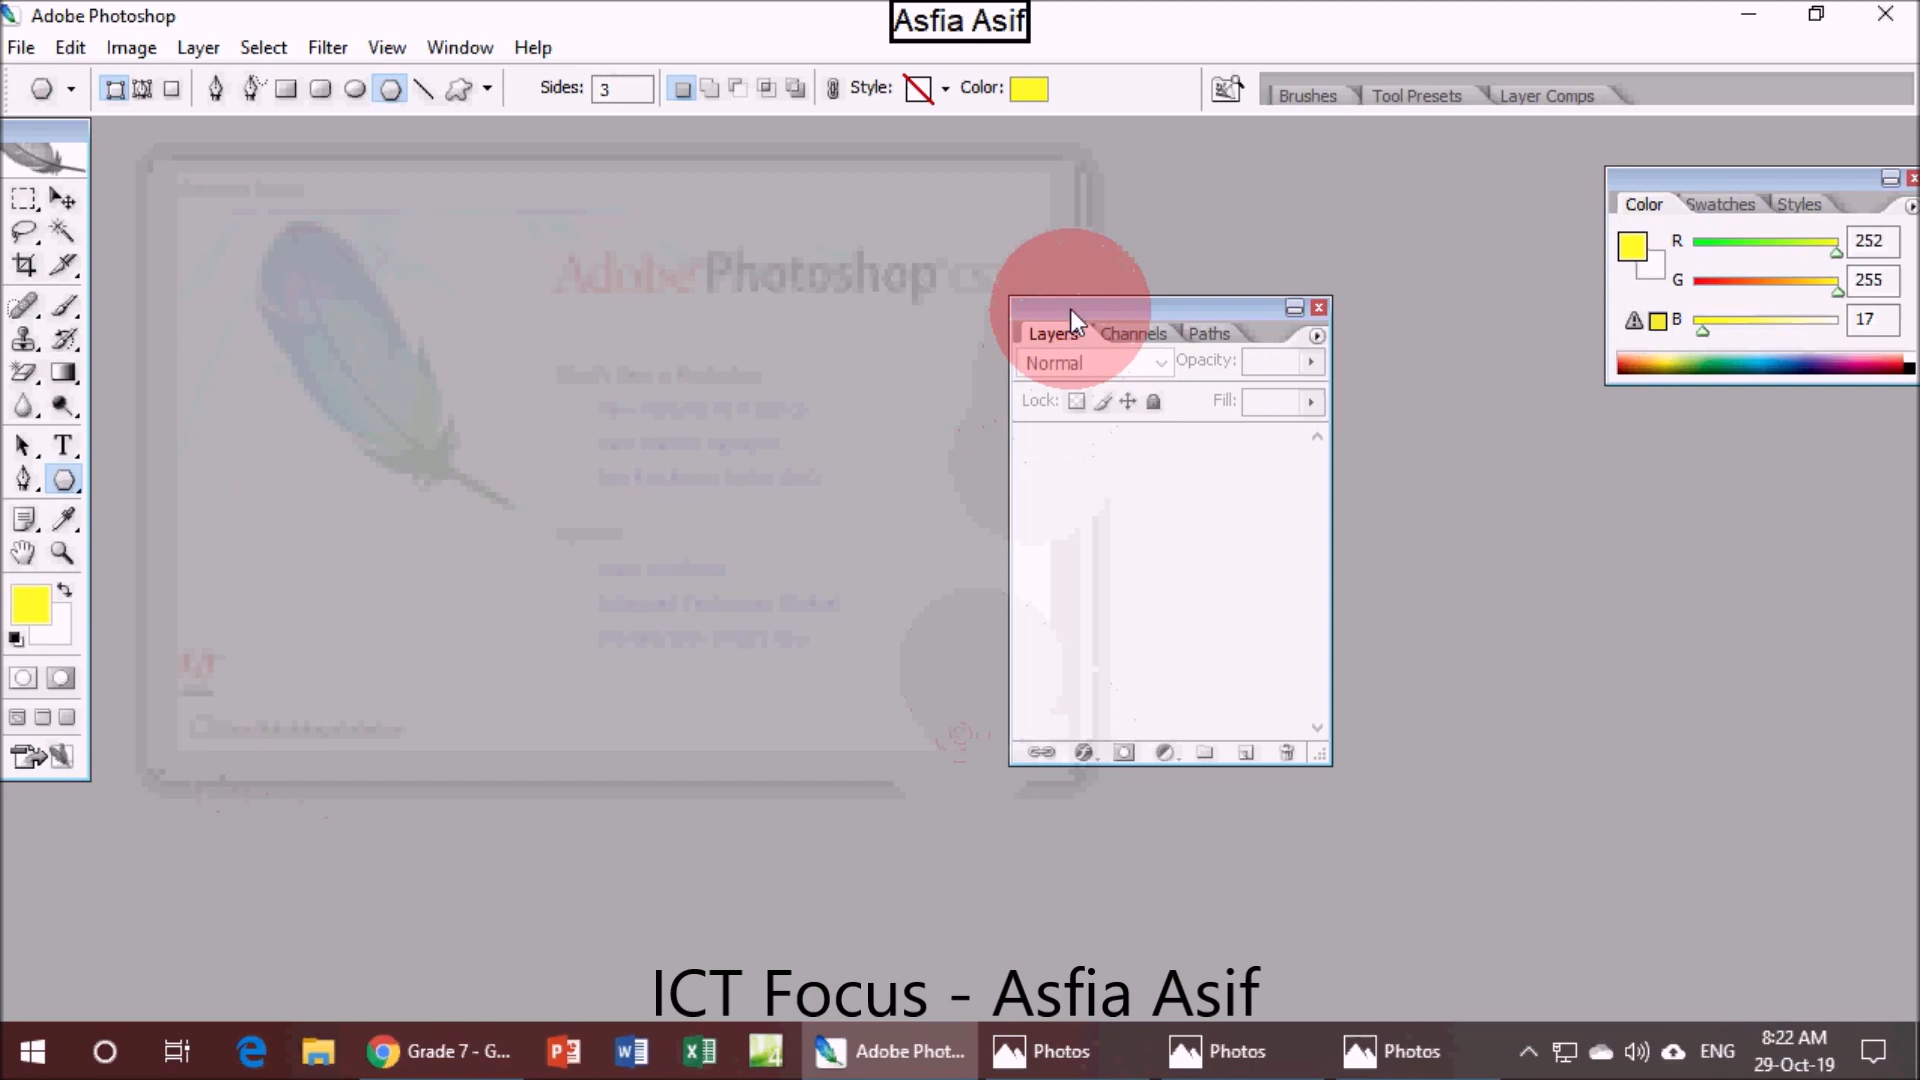 Adobe Photoshop
Asfia Asif
File Edit Image Layer Select Filter View Window Help
Sides: 3 Style: Color:
Brushes Tool Presets Layer Comps
Color Swatches Styles
R 252
G 255
B 17
Adobe Photoshop CS2
Layers Channels Paths
Normal Opacity:
Lock: Fill:
T
ICT Focus - Asfia Asif
Grade 7 - G... Adobe Phot... Photos Photos Photos ENG 8:22 AM
29-Oct-19